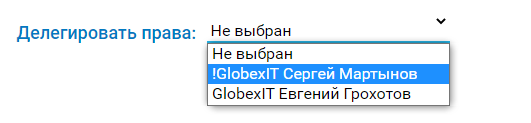 Делегировать права: Не выбран
Не выбран
!GlobexIT Сергей Мартынов
GlobexIT Евгений Грохотов